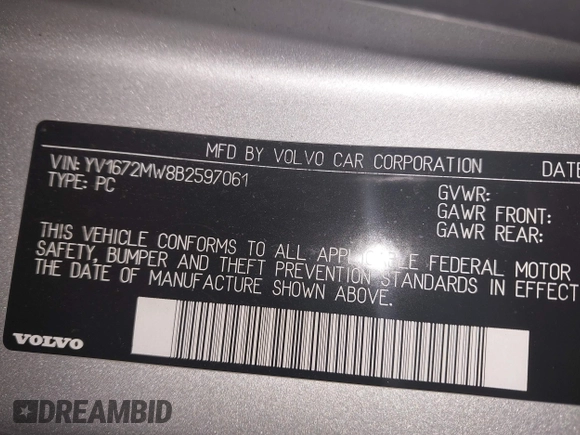 MFD BY VOLVO CAR CORPORATION DATE
VIN: YV1672MW8B2597061
TYPE: PC
GVWR:
GAWR FRONT:
GAWR REAR:
THIS VEHICLE CONFORMS TO ALL APPLICABLE FEDERAL MOTOR
SAFETY, BUMPER AND THEFT PREVENTION STANDARDS IN EFFECT
THE DATE OF MANUFACTURE SHOWN ABOVE.
VOLVO
DREAMBID